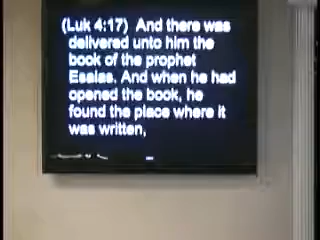 (Luk 4:17) And there was
delivered unto him the
book of the prophet
Esaias. And when he had
opened the book, he
found the place where it
was written,